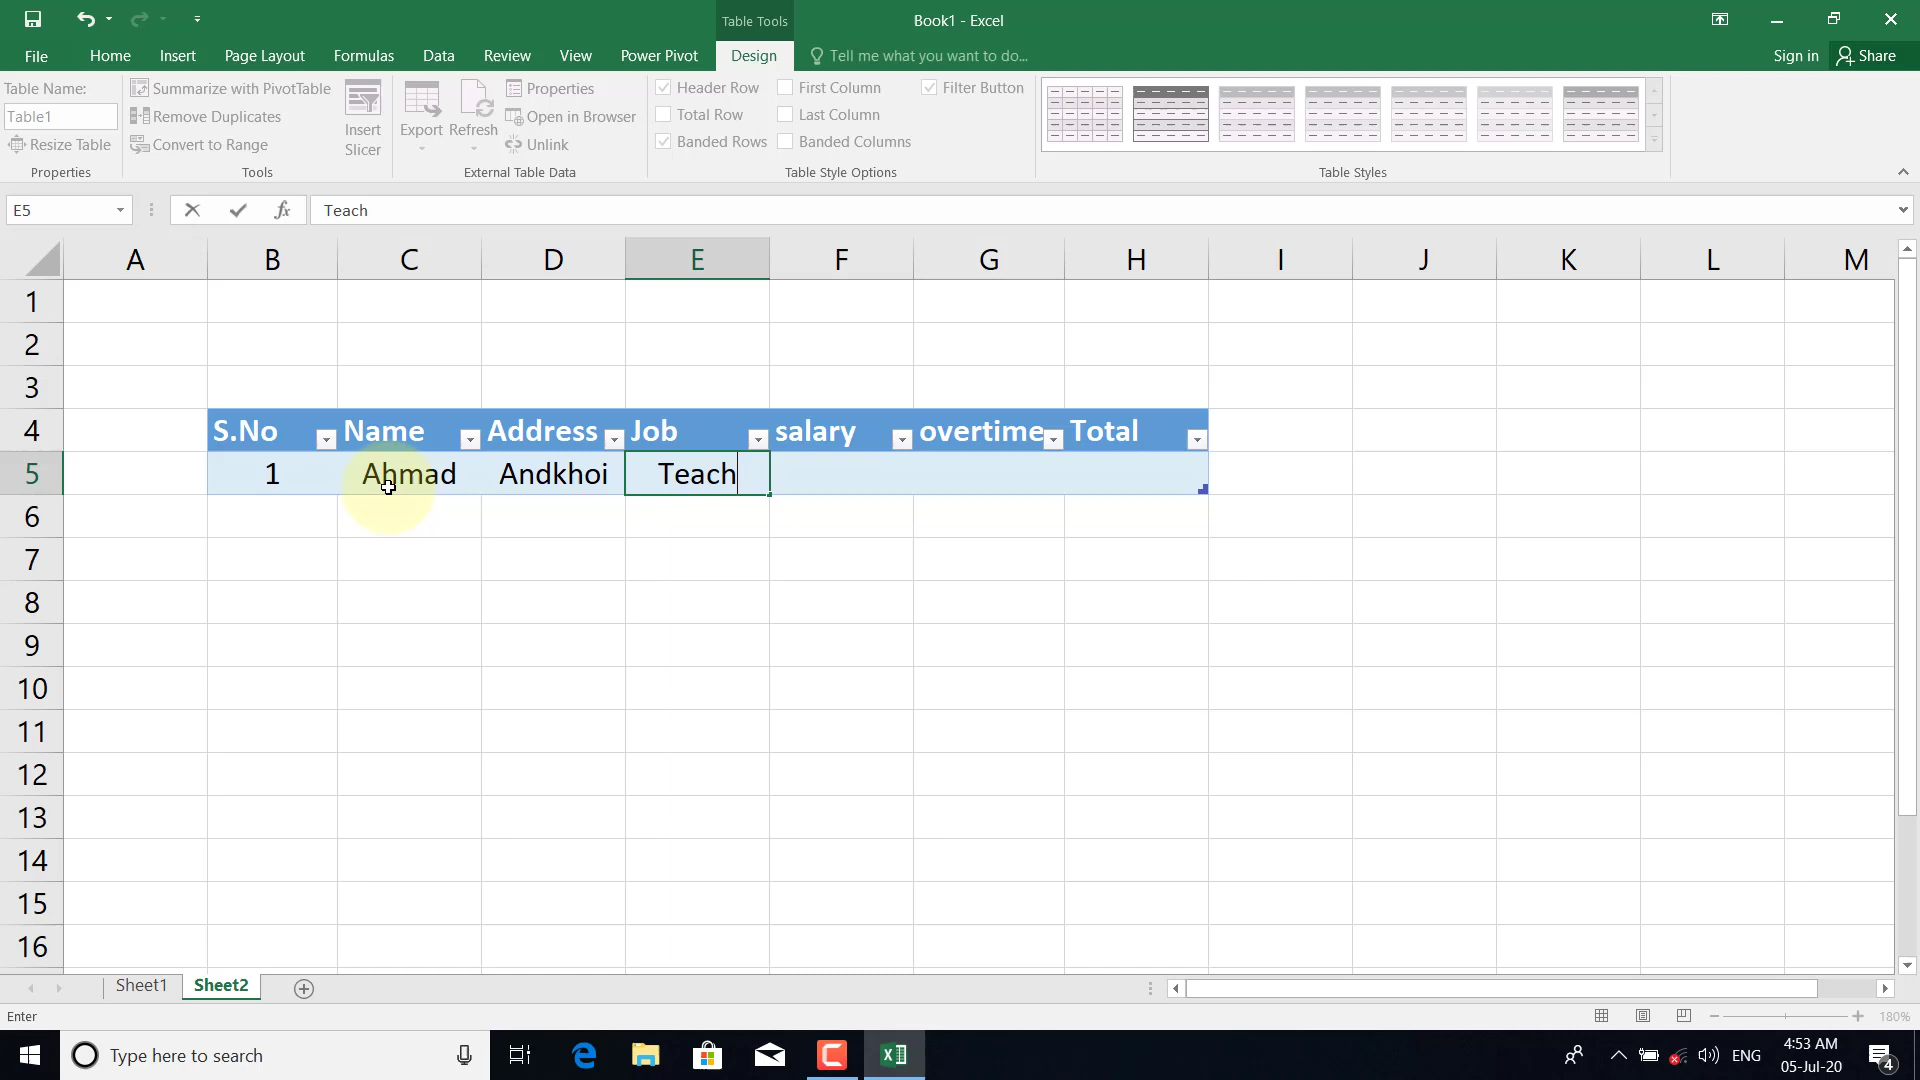 Table Tools
Book1 - Excel
File Home Insert Page Layout Formulas Data Review View Power Pivot Design Tell me what you want to do... Sign in Share
Table Name:
Table1
Resize Table
Properties
Summarize with PivotTable
Remove Duplicates
Convert to Range
Tools
Insert
Slicer
Export Refresh
Properties
Open in Browser
Unlink
External Table Data
Header Row First Column Filter Button
Total Row Last Column
Banded Rows Banded Columns
Table Style Options
Table Styles
E5 fx Teach
A B C D E F G H I J K L M
1
2
3
4 S.No Name Address Job salary overtime Total
5 1 Ahmad Andkhoi Teach
6
7
8
9
10
11
12
13
14
15
16
Sheet1 Sheet2
Enter 180%
Type here to search
ENG
4:53 AM
05-Jul-20
4